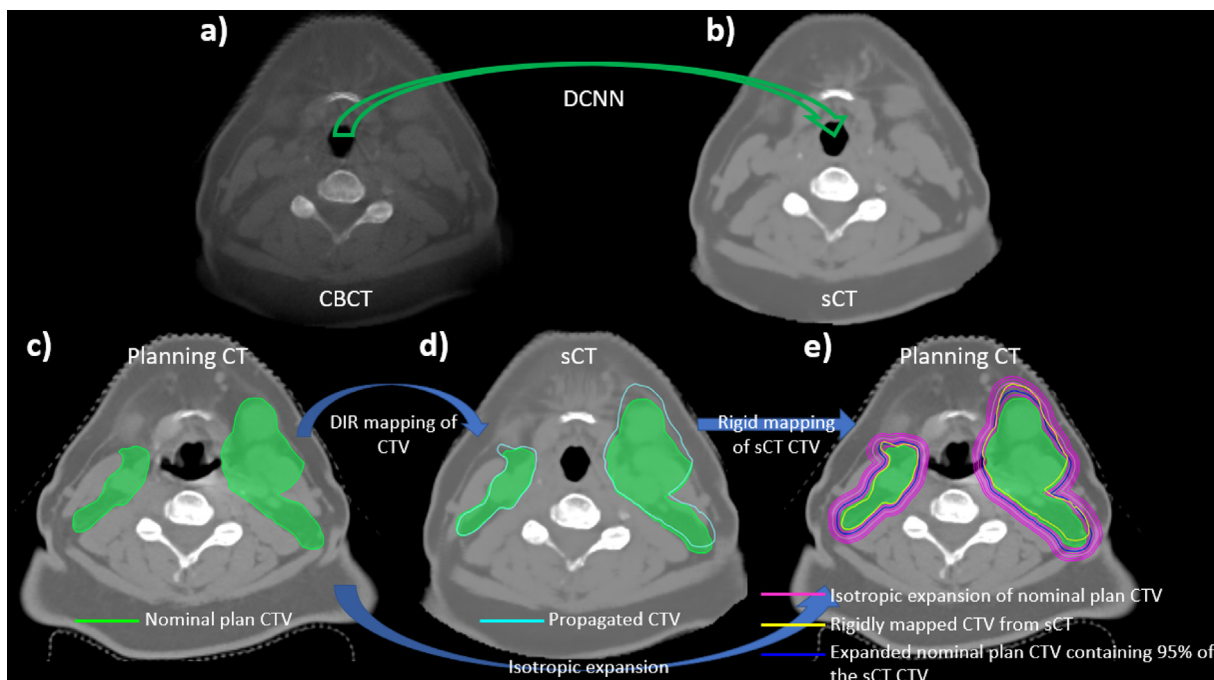 a)
b)
DCNN
CBCT
sCT
c)
Planning CT
d)
sCT
e)
Planning CT
DIR mapping of
CTV
Rigid mapping
of sCT CTV
Nominal plan CTV
Propagated CTV
Isotropic expansion
Isotropic expansion of nominal plan CTV
Rigidly mapped CTV from sCT
Expanded nominal plan CTV containing 95% of
the sCT CTV